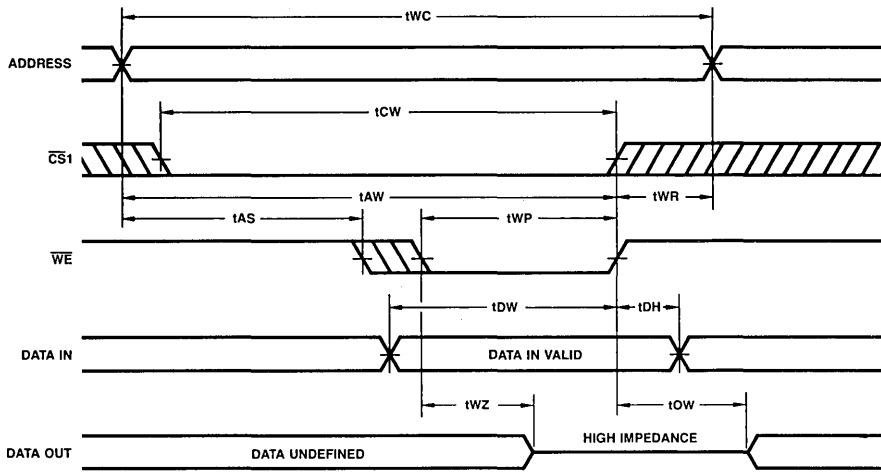 tWC
ADDRESS
tCW
CS1
tAW
tWR
tAS
tWP
WE
tDW
tDH
DATA IN
DATA IN VALID
tWZ
tOW
HIGH IMPEDANCE
DATA OUT
DATA UNDEFINED